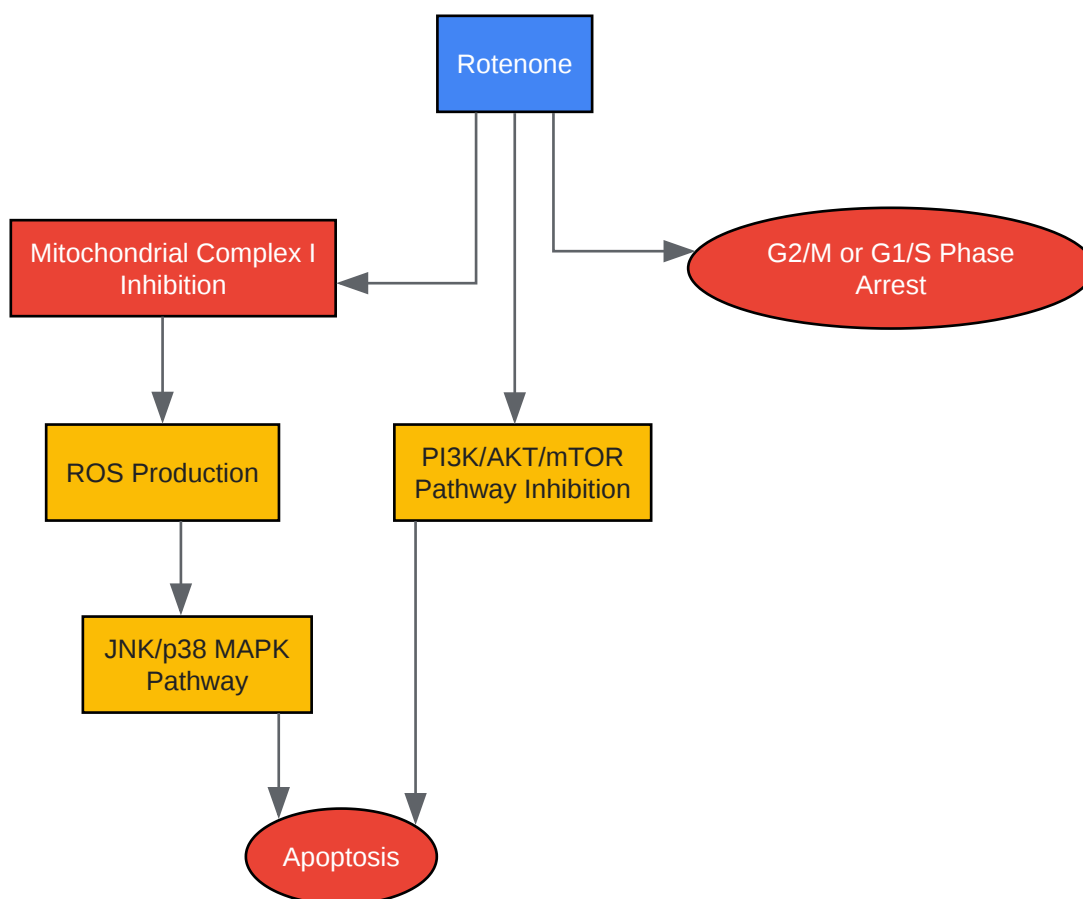 Rotenone
Mitochondrial Complex I
Inhibition
G2/M or G1/S Phase
Arrest
ROS Production
PI3K/AKT/mTOR
Pathway Inhibition
JNK/p38 MAPK
Pathway
Apoptosis